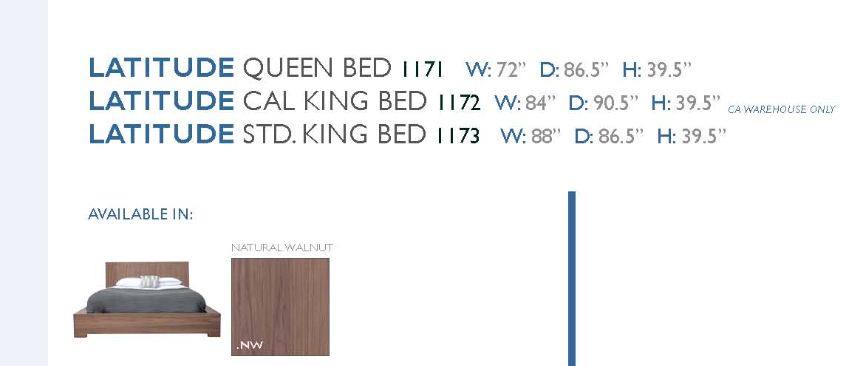 LATITUDE QUEEN BED 1171 W: 72” D: 86.5” H: 39.5”
LATITUDE CAL KING BED 1172 W: 84” D: 90.5” H: 39.5” CA WAREHOUSE ONLY
LATITUDE STD. KING BED 1173 W: 88” D: 86.5” H: 39.5”
AVAILABLE IN:
NATURAL WALNUT
.NW